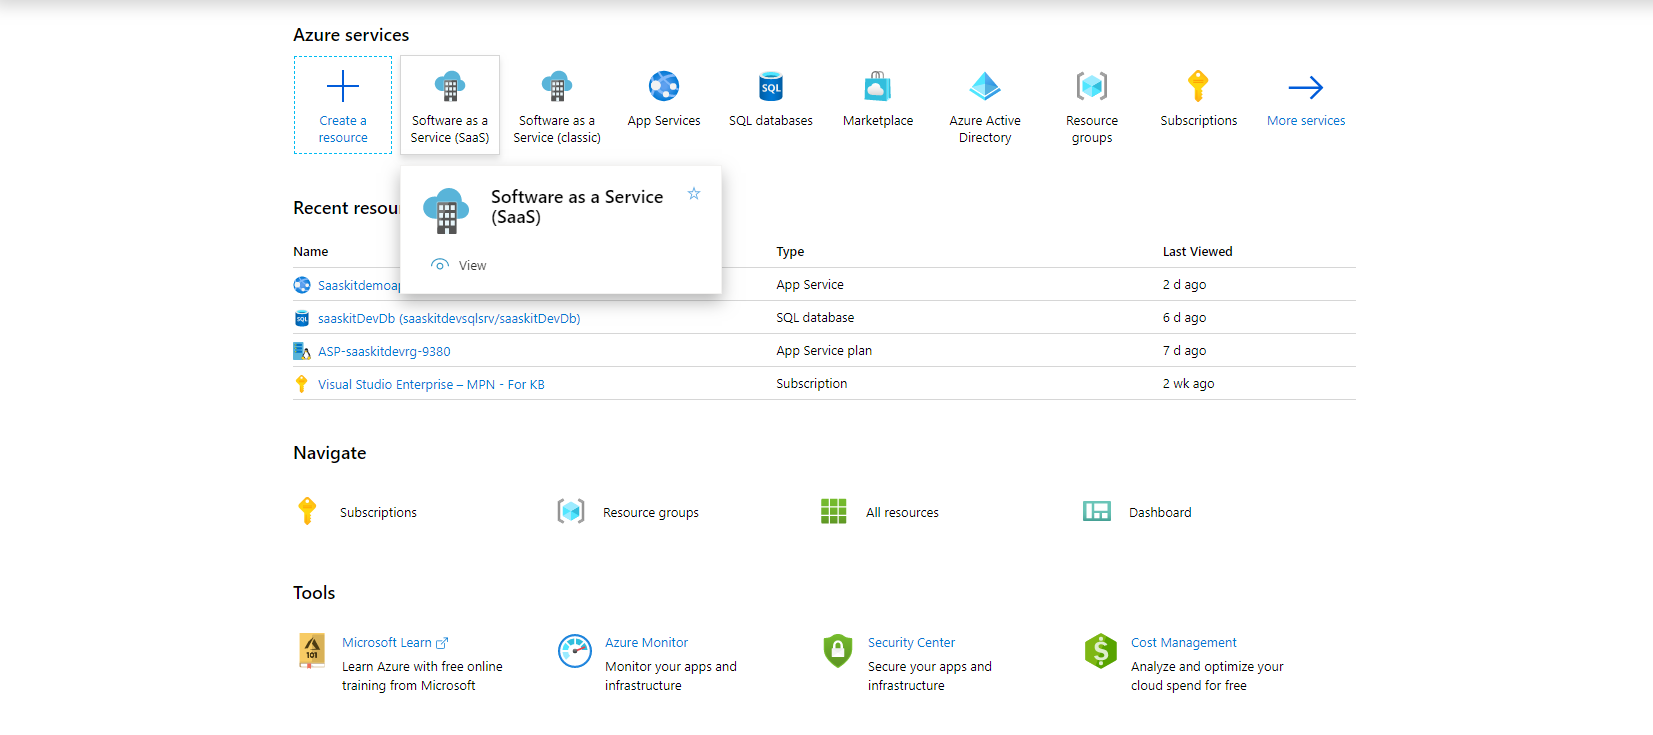 Azure services
Create a
resource
Software as a
Service (SaaS)
Software as a
Service (classic)
App Services
SQL
SQL databases
Marketplace
Azure Active
Directory
Resource
groups
Subscriptions
More services
Software as a Service
(SaaS)
View
Recent resou
Name Type Last Viewed
Saaskitdemoa App Service 2 d ago
SQL saaskitDevDb (saaskitdevsqlsrv/saaskitDevDb) SQL database 6 d ago
ASP-saaskitdevrg-9380 App Service plan 7 d ago
Visual Studio Enterprise – MPN - For KB Subscription 2 wk ago
Navigate
Subscriptions Resource groups All resources Dashboard
Tools
101
Microsoft Learn
Learn Azure with free online
training from Microsoft
Azure Monitor
Monitor your apps and
infrastructure
Security Center
Secure your apps and
infrastructure
$
Cost Management
Analyze and optimize your
cloud spend for free